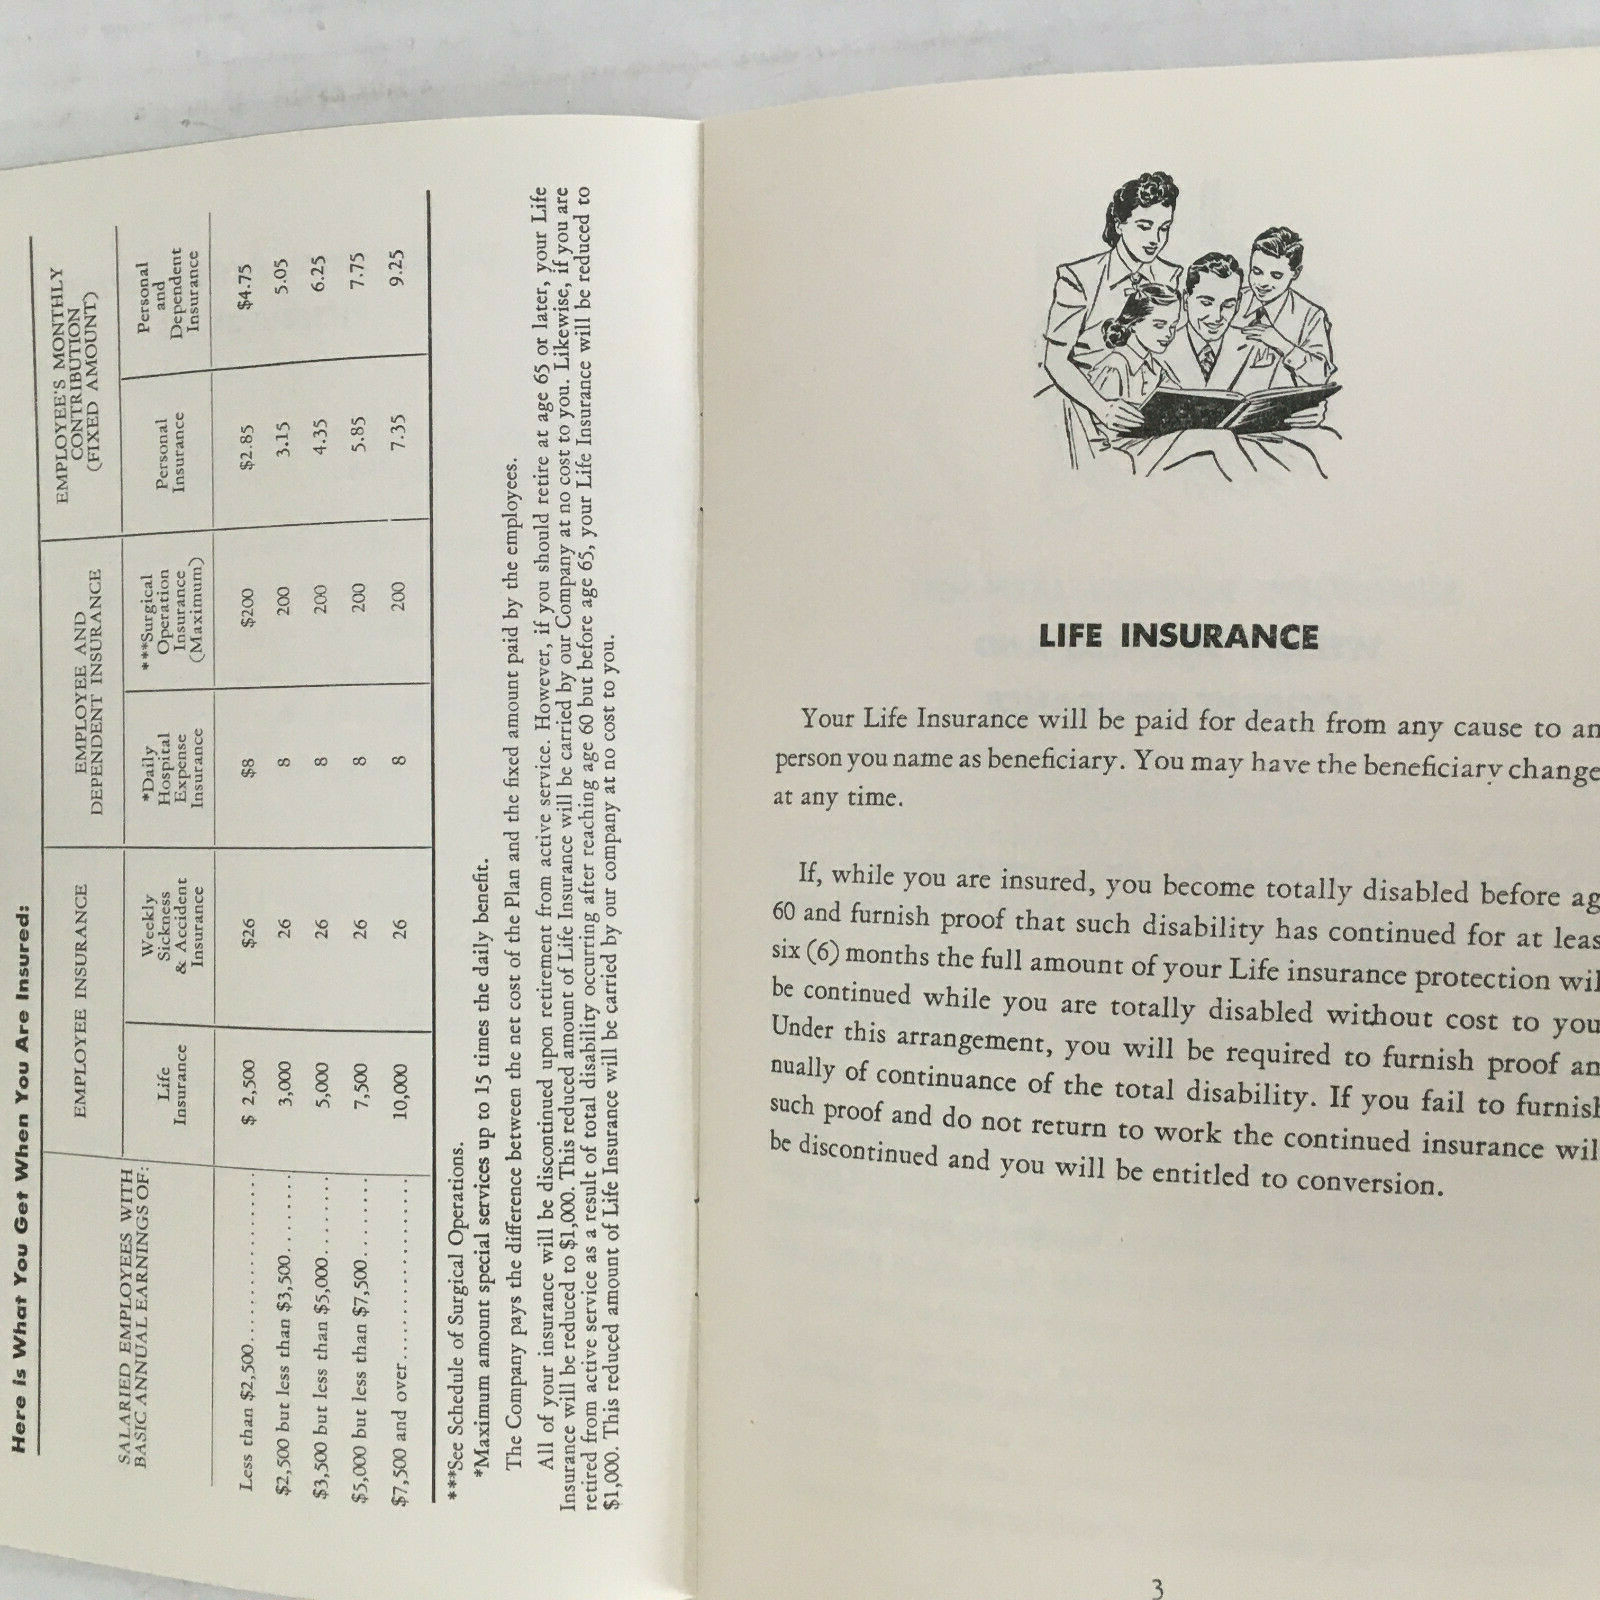 Here is What You Get When You Are Insured:
SALARIED EMPLOYEES WITH
BASIC ANNUAL EARNINGS OF:
EMPLOYEE INSURANCE
EMPLOYEE AND
DEPENDENT INSURANCE
EMPLOYEE'S MONTHLY
CONTRIBUTION
(FIXED AMOUNT)
Life
Insurance
Weekly
Sickness
& Accident
Insurance
*Daily
Hospital
Expense
Insurance
***Surgical
Operation
Insurance
(Maximum)
Personal
Insurance
Personal
and
Dependent
Insurance
Less than $2,500.................... $ 2,500 $26 $8 $200 $2.85 $4.75
$2,500 but less than $3,500........ 3,000 26 8 200 3.15 5.05
$3,500 but less than $5,000........ 5,000 26 8 200 4.35 6.25
$5,000 but less than $7,500........ 7,500 26 8 200 5.85 7.75
$7,500 and over.................... 10,000 26 8 200 7.35 9.25
***See Schedule of Surgical Operations.
*Maximum amount special services up to 15 times the daily benefit.
The Company pays the difference between the net cost of the Plan and the fixed amount paid by the employees.
All of your insurance will be discontinued upon retirement from active service. However, if you should retire at age 65 or later, your Life
Insurance will be reduced to $1,000. This reduced amount of Life Insurance will be carried by our Company at no cost to you. Likewise, if you are
retired from active service as a result of total disability occurring after reaching age 60 but before age 65, your Life Insurance will be reduced to
$1,000. This reduced amount of Life Insurance will be carried by our company at no cost to you.
LIFE INSURANCE
Your Life Insurance will be paid for death from any cause to an
person you name as beneficiary. You may have the beneficiary change
at any time.
If, while you are insured, you become totally disabled before ag
60 and furnish proof that such disability has continued for at leas
six (6) months the full amount of your Life insurance protection wil
be continued while you are totally disabled without cost to you
Under this arrangement, you will be required to furnish proof an
nually of continuance of the total disability. If you fail to furnish
such proof and do not return to work the continued insurance wil
be discontinued and you will be entitled to conversion.
3